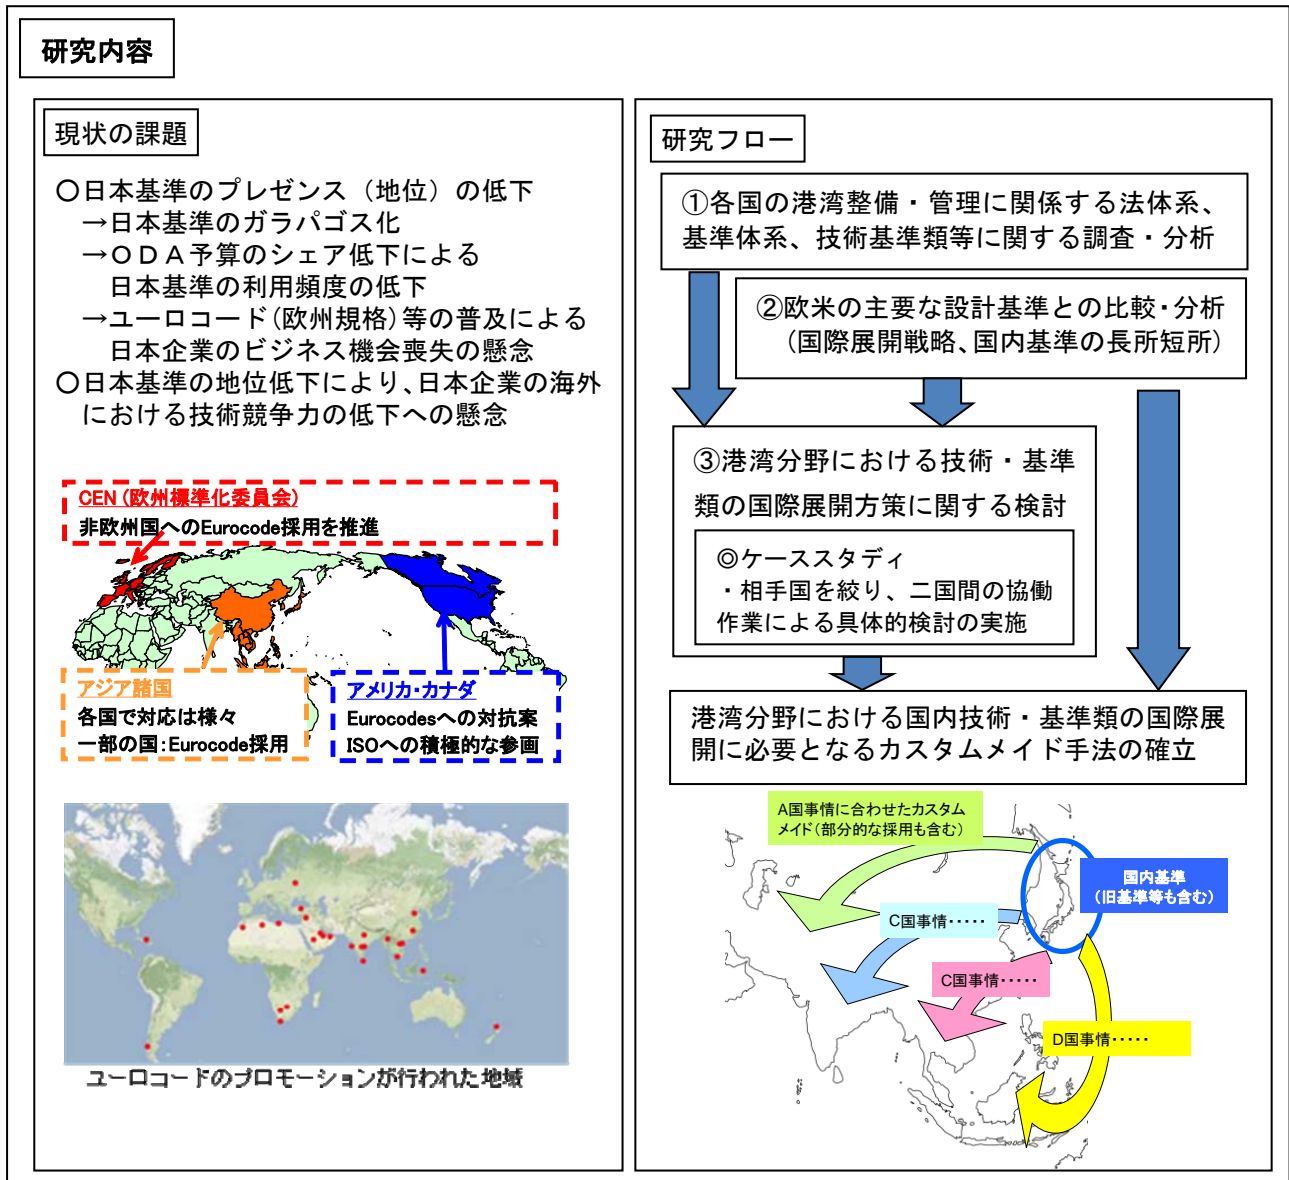 研究内容
現状の課題
〇日本基準のプレゼンス（地位）の低下
→日本基準のガラパゴス化
→ＯＤＡ予算のシェア低下による
日本基準の利用頻度の低下
→ユーロコード(欧州規格)等の普及による
日本企業のビジネス機会喪失の懸念
〇日本基準の地位低下により、日本企業の海外
における技術競争力の低下への懸念
CEN (欧州標準化委員会)
非欧州国へのEurocode採用を推進
アジア諸国
各国で対応は様々
一部の国：Eurocode採用
アメリカ・カナダ
Eurocodesへの対抗案
ISOへの積極的な参画
ユーロコードのプロモーションが行われた地域
研究フロー
①各国の港湾整備・管理に関係する法体系、
基準体系、技術基準類等に関する調査・分析
②欧米の主要な設計基準との比較・分析
（国際展開戦略、国内基準の長所短所）
③港湾分野における技術・基準
類の国際展開方策に関する検討
◎ケーススタディ
・相手国を絞り、二国間の協働
作業による具体的検討の実施
港湾分野における国内技術・基準類の国際展
開に必要となるカスタムメイド手法の確立
A国事情に合わせたカスタム
メイド（部分的な採用も含む）
国内基準
（旧基準等も含む）
C国事情・・・・・
C国事情・・・・・
D国事情・・・・・